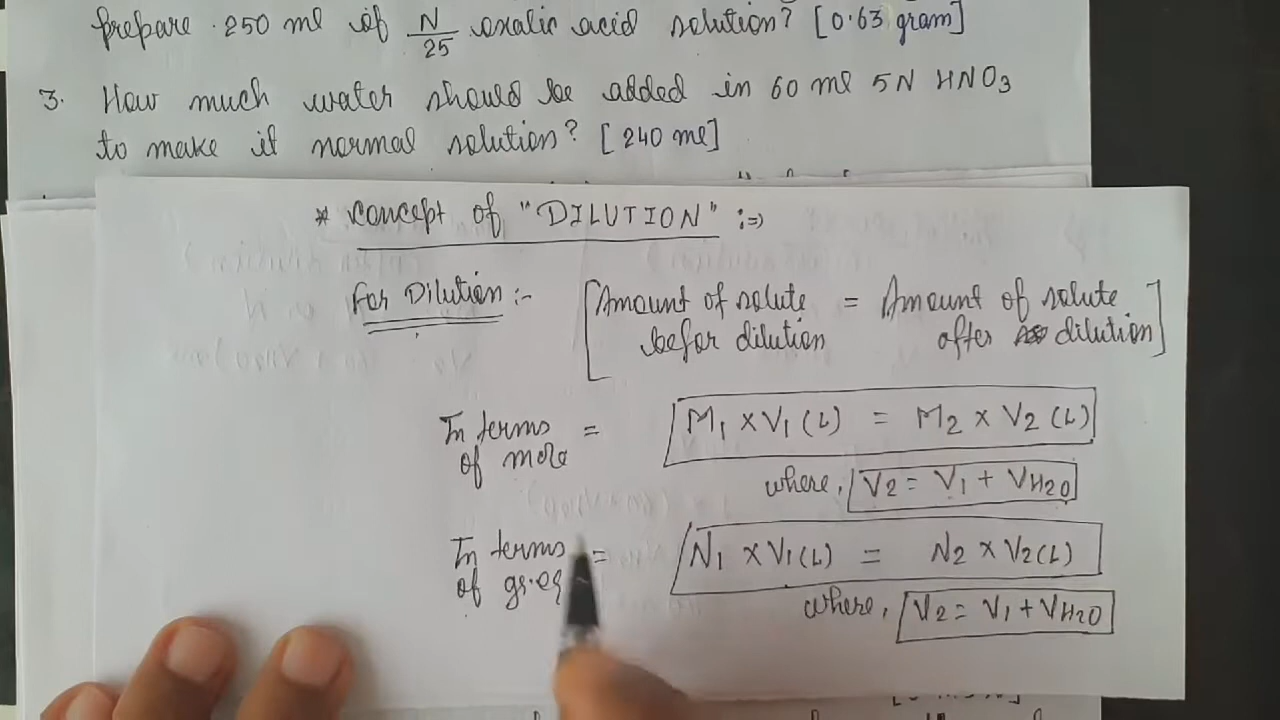 prepare 250 ml of N/25 oxalic acid solution? [0.63 gram]
3. How much water should be added in 60 ml 5N HNO3
to make it normal solution? [240 ml]
* Concept of "DILUTION" :=>
For Dilution :- [Amount of solute = Amount of solute
befor dilution after dilution]
In terms = M1 x V1 (L) = M2 x V2 (L)
of mole
where, V2 = V1 + VH2O
In terms = N1 x V1(L) = N2 x V2(L)
of gr.eq
where, V2 = V1 + VH2O